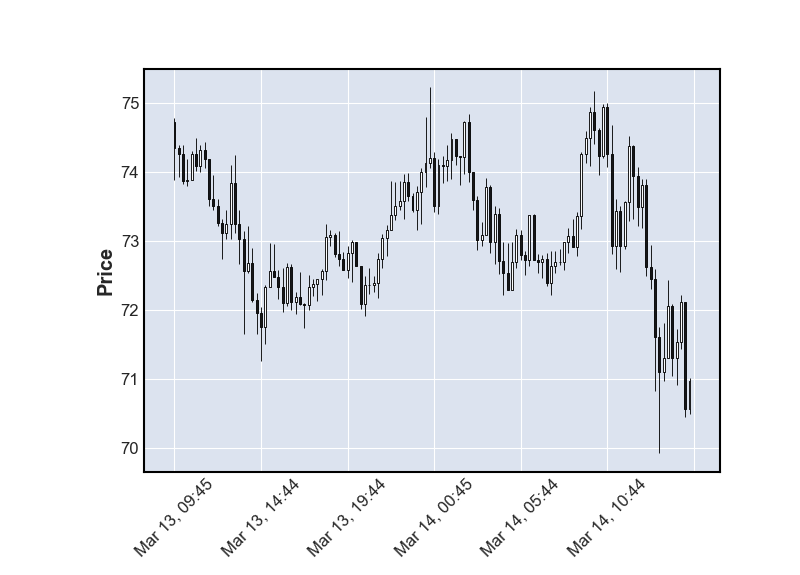 75
74
73
72
71
70
Price
Mar 13, 09:45
Mar 13, 14:44
Mar 13, 19:44
Mar 14, 00:45
Mar 14, 05:44
Mar 14, 10:44